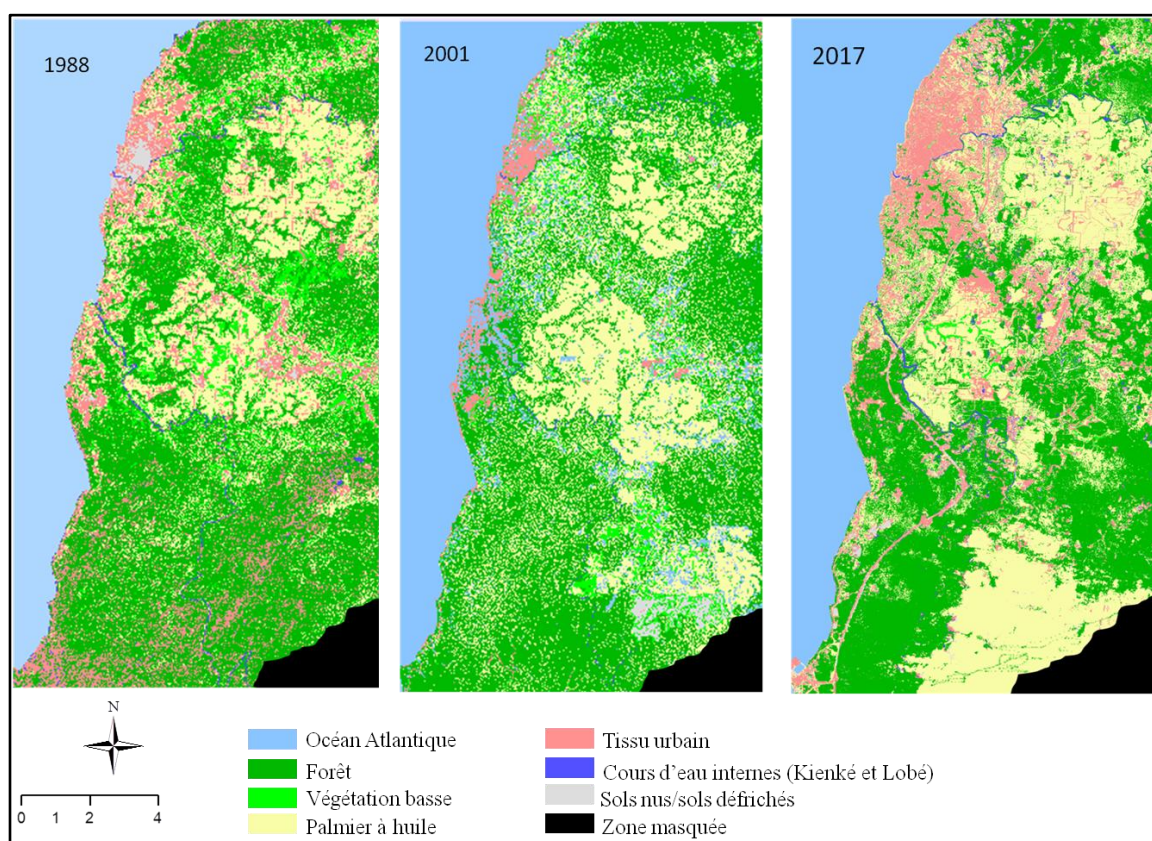 1988
2001
2017
N
0 1 2 4
Océan Atlantique
Forêt
Végétation basse
Palmier à huile
Tissu urbain
Cours d'eau internes (Kienké et Lobé)
Sols nus/sols défrichés
Zone masquée